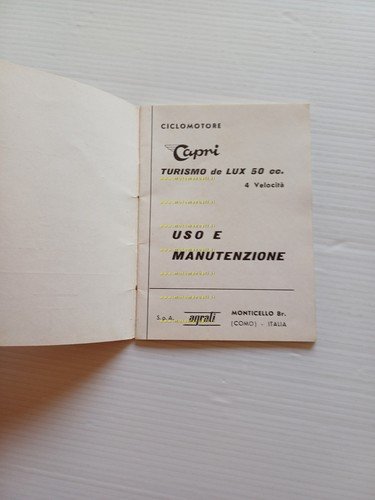 CICLOMOTORE
Capri
TURISMO de LUX 50 cc.
4 Velocità
USO E
MANUTENZIONE
S.p.A. agrati MONTICELLO Br.
(COMO) - ITALIA